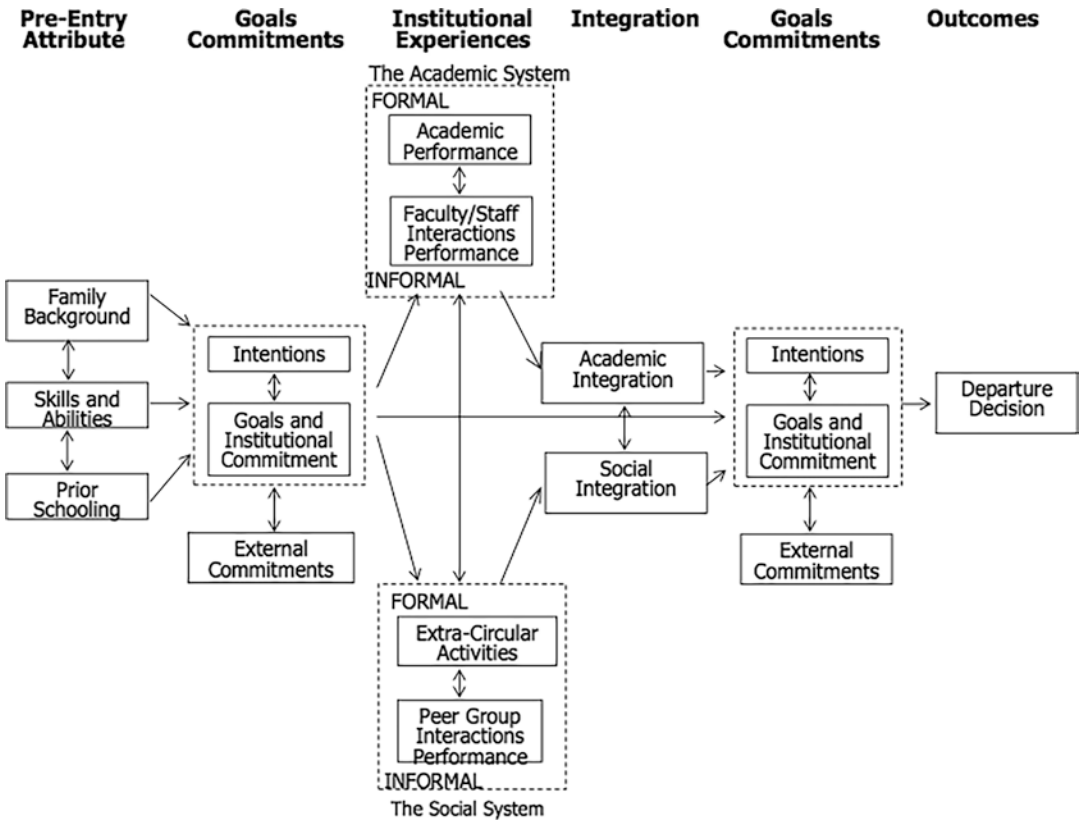 Pre-Entry
Attribute
Goals
Commitments
Institutional
Experiences
Integration
Goals
Commitments
Outcomes
The Academic System
FORMAL
Academic
Performance
Faculty/Staff
Interactions
Performance
INFORMAL
Family
Background
Skills and
Abilities
Prior
Schooling
Intentions
Goals and
Institutional
Commitment
External
Commitments
Academic
Integration
Social
Integration
Intentions
Goals and
Institutional
Commitment
External
Commitments
Departure
Decision
FORMAL
Extra-Circular
Activities
Peer Group
Interactions
Performance
INFORMAL
The Social System